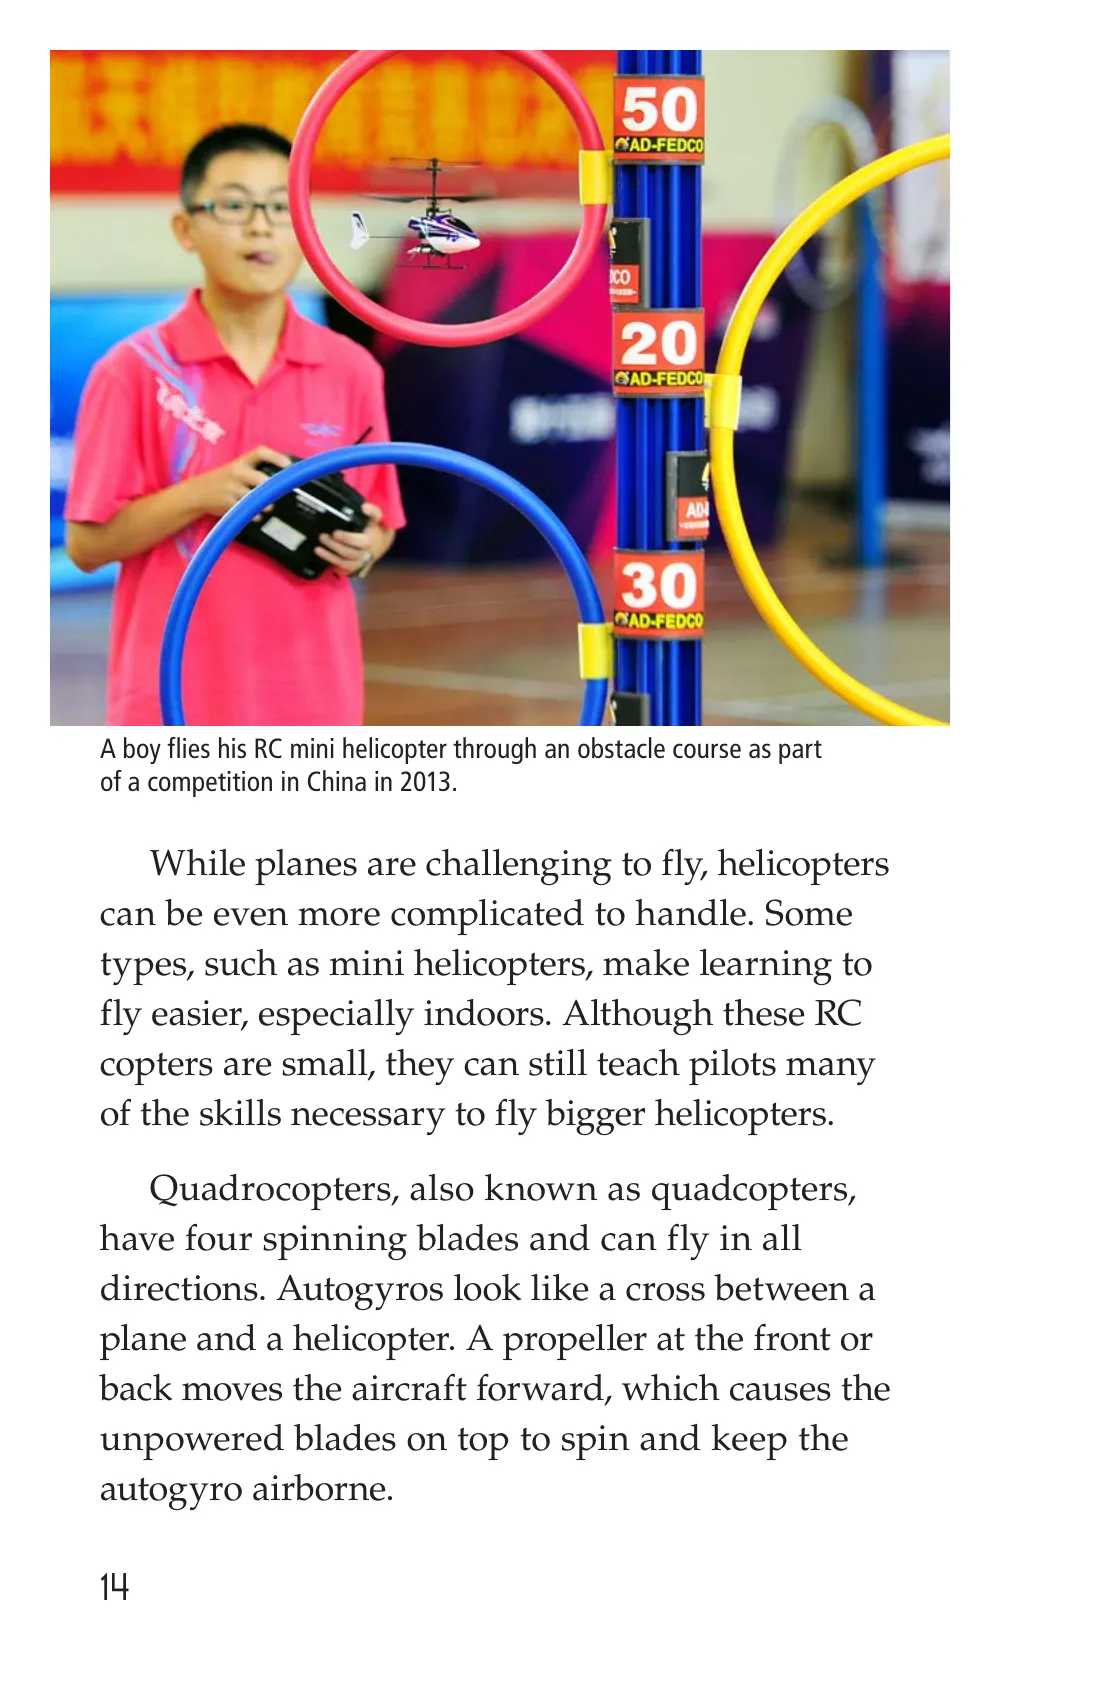 50
AD-FEDCO
20
AD-FEDCO
30
AD-FEDCO
A boy flies his RC mini helicopter through an obstacle course as part
of a competition in China in 2013.
While planes are challenging to fly, helicopters
can be even more complicated to handle. Some
types, such as mini helicopters, make learning to
fly easier, especially indoors. Although these RC
copters are small, they can still teach pilots many
of the skills necessary to fly bigger helicopters.
Quadrocopters, also known as quadcopters,
have four spinning blades and can fly in all
directions. Autogyros look like a cross between a
plane and a helicopter. A propeller at the front or
back moves the aircraft forward, which causes the
unpowered blades on top to spin and keep the
autogyro airborne.
14